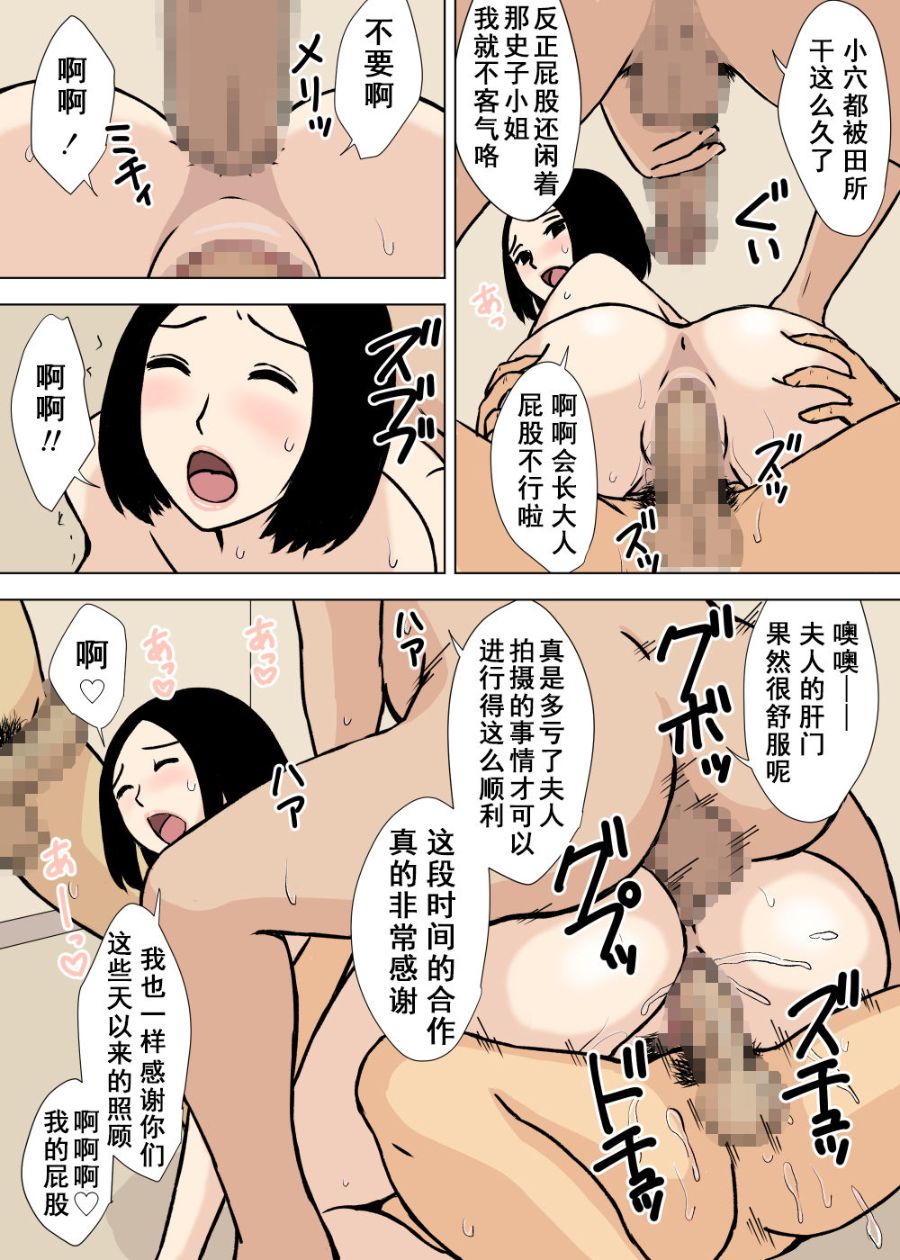 小穴都被田所
干这么久了
反正屁股还闲着
那史子小姐
我就不客气咯
ぐい
あっ
啊啊会长大人
屁股不行啦
ズズ
ズズ
不要啊
メリッ
啊啊！
ミチィ
ズズ
ズブブ
啊啊!!
噢噢——
夫人的肛门
果然很舒服呢
グボッ
真是多亏了夫人
拍摄的事情才可以
进行得这么顺利
ハァ
あっ♡
あっ♡
啊♡
ハァ
グプッ
这段时间的合作
真的非常感谢
ズチュッ
ドチュッ
あーっ♡
我也一样感谢你们
这些天以来的照顾
啊啊啊♡
我的屁股